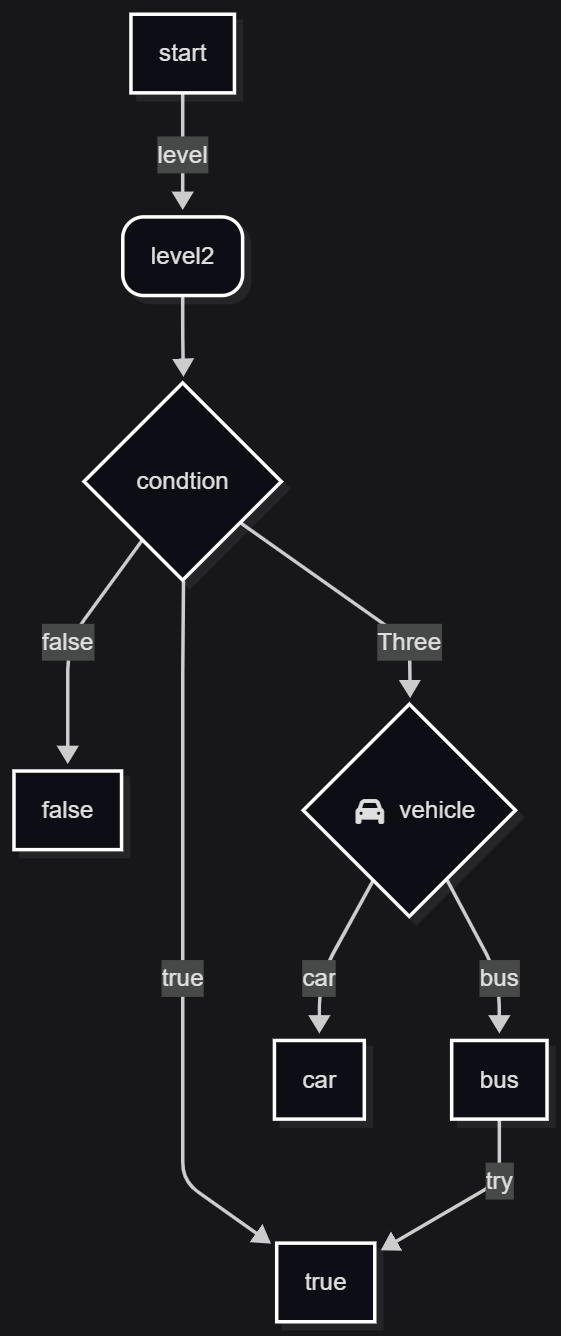 start
level
level2
condtion
false
Three
false
vehicle
true
car
bus
car
bus
try
true